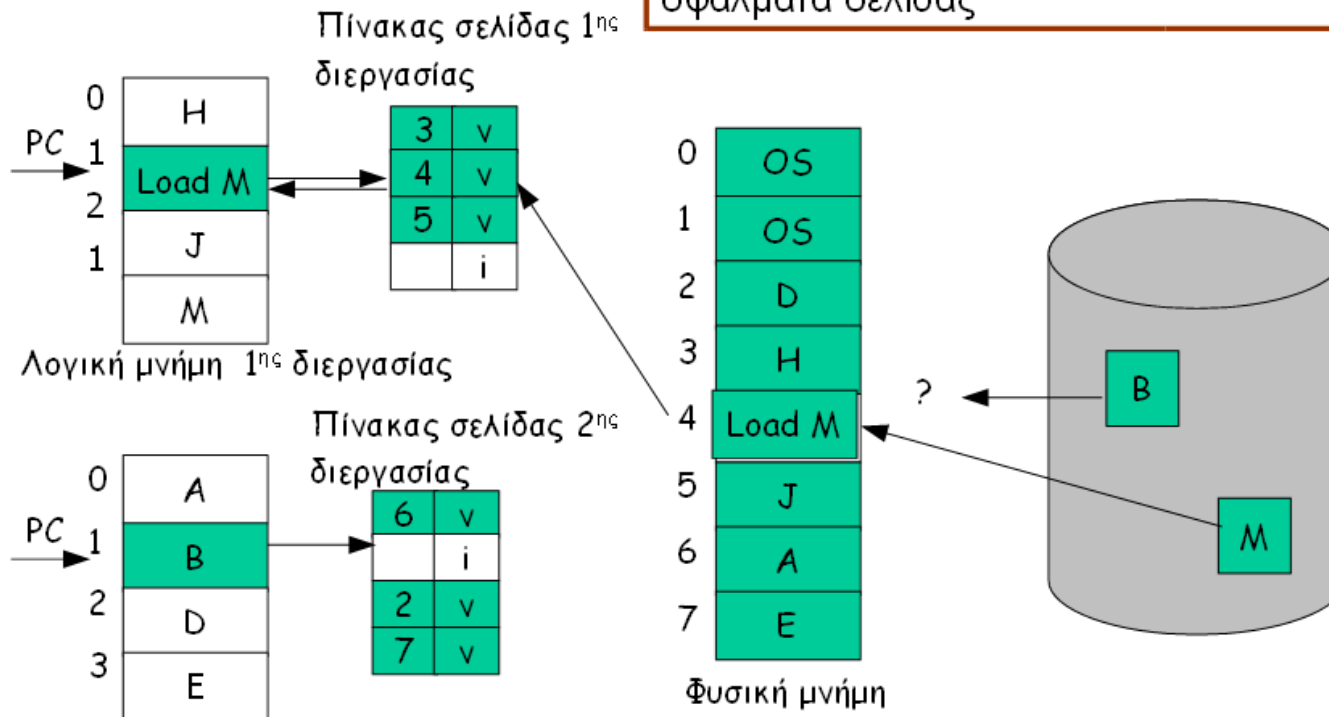 σφάλματα σελίδας
Πίνακας σελίδας 1ης
διεργασίας
0
H
PC
1
Load M
2
J
1
M
3 v
4 v
5 v
i
Λογική μνήμη 1ης διεργασίας
Πίνακας σελίδας 2ης
διεργασίας
0
A
PC
1
B
2
D
3
E
6 v
i
2 v
7 v
0 OS
1 OS
2 D
3 H
4 Load M
5 J
6 A
7 E
Φυσική μνήμη
?
B
M